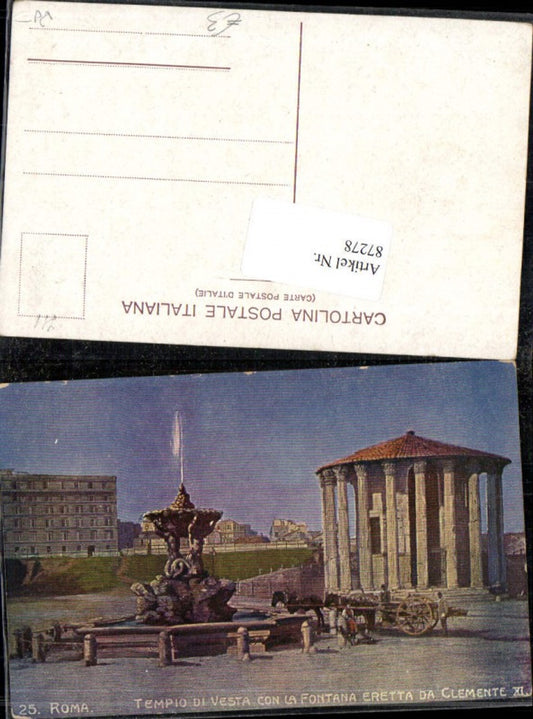 CARTOLINA POSTALE ITALIANA
(CARTE POSTALE D'ITALIE)
Artikel Nr.
87278
25. ROMA. TEMPIO DI VESTA CON LA FONTANA ERETTA DA CLEMENTE XI.